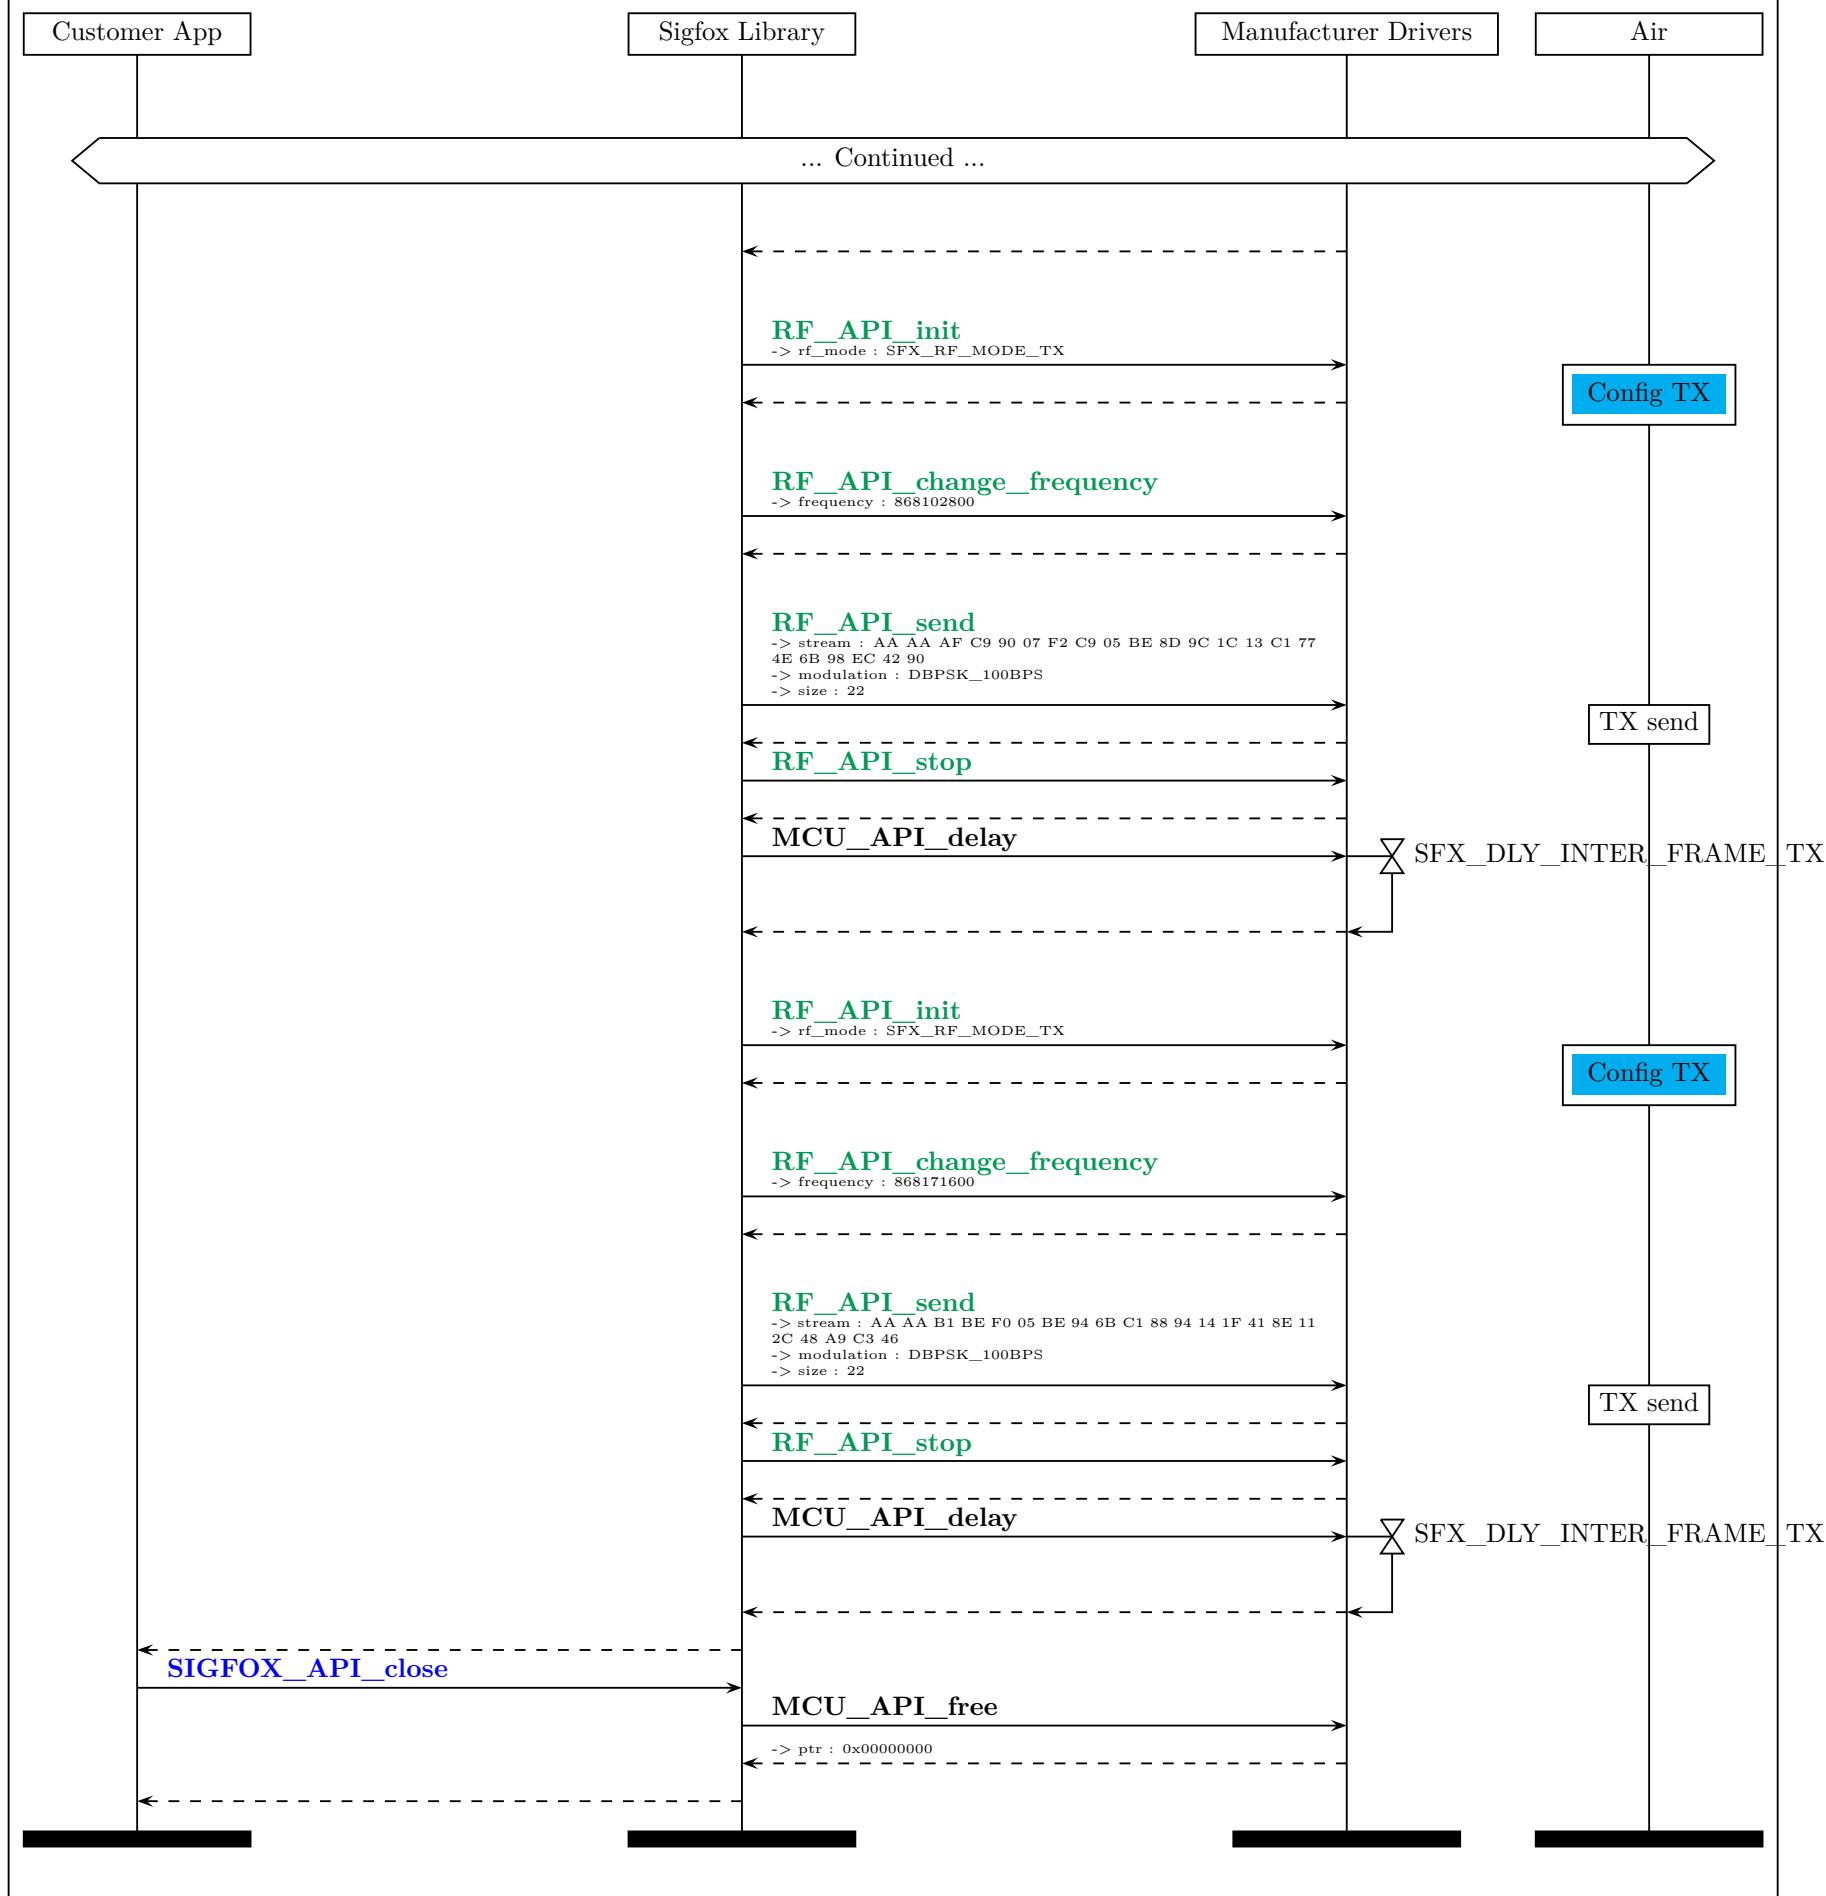 Customer App
Sigfox Library
Manufacturer Drivers
Air
... Continued ...
RF_API_init
-> rf_mode : SFX_RF_MODE_TX
Config TX
RF_API_change_frequency
-> frequency : 868102800
RF_API_send
-> stream : AA AA AF C9 90 07 F2 C9 05 BE 8D 9C 1C 13 C1 77
4E 6B 98 EC 42 90
-> modulation : DBPSK_100BPS
-> size : 22
TX send
RF_API_stop
MCU_API_delay
SFX_DLY_INTER_FRAME_TX
RF_API_init
-> rf_mode : SFX_RF_MODE_TX
Config TX
RF_API_change_frequency
-> frequency : 868171600
RF_API_send
-> stream : AA AA B1 BE F0 05 BE 94 6B C1 88 94 14 1F 41 8E 11
2C 48 A9 C3 46
-> modulation : DBPSK_100BPS
-> size : 22
TX send
RF_API_stop
MCU_API_delay
SFX_DLY_INTER_FRAME_TX
SIGFOX_API_close
MCU_API_free
-> ptr : 0x00000000